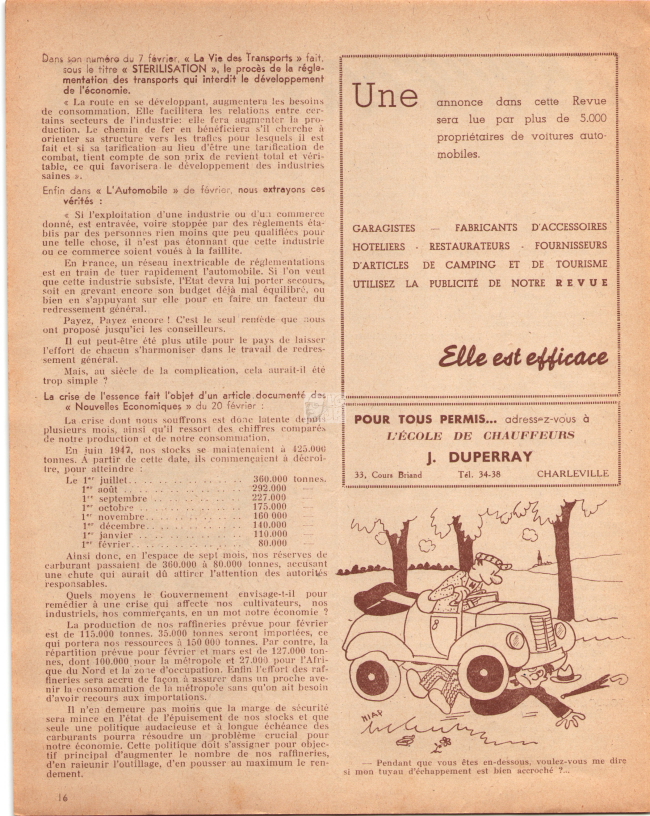 Dans son numéro du 7 février, « La Vie des Transports » fait,
sous le titre « STERILISATION », le procès de la régle-
mentation des transports qui interdit le développement
de l'économie.
« La route en se développant, augmentera les besoins
de consommation. Elle facilitera les relations entre cer-
tains secteurs de l'industrie: elle fera augmenter la pro-
duction. Le chemin de fer en bénéficiera s'il cherche à
orienter sa structure vers les trafics pour lesquels il est
fait et si sa tarification au lieu d'être une tarification de
combat, tient compte de son prix de revient total et véri-
table, ce qui favorisera le développement des industries
saines ».
Enfin dans « L'Automobile » de février, nous extrayons ces
vérités :
« Si l'exploitation d'une industrie ou d'un commerce
donné, est entravée, voire stoppée par des règlements éta-
blis par des personnes rien moins que peu qualifiées pour
une telle chose, il n'est pas étonnant que cette industrie
ou ce commerce soient voués à la faillite.
En France, un réseau inextricable de réglementations
est en train de tuer rapidement l'automobile. Si l'on veut
que cette industrie subsiste, l'Etat devra lui porter secours,
soit en grevant encore son budget déjà mal équilibré, ou
bien en s'appuyant sur elle pour en faire un facteur du
redressement général.
Payez, Payez encore ! C'est le seul remède que nous
ont proposé jusqu'ici les conseilleurs.
Il eut peut-être été plus utile pour le pays de laisser
l'effort de chacun s'harmoniser dans le travail de redres-
sement général.
Mais, au siècle de la complication, cela aurait-il été
trop simple ?
La crise de l'essence fait l'objet d'un article documenté des
« Nouvelles Economiques » du 20 février :
La crise dont nous souffrons est donc latente depuis
plusieurs mois, ainsi qu'il ressort des chiffres comparés
de notre production et de notre consommation.
En juin 1947, nos stocks se maintenaient à 425.000
tonnes. A partir de cette date, ils commençaient à décroî-
tre, pour atteindre :
Le 1er juillet.................... 360.000 tonnes.
1er août .................... 292.000 —
1er septembre .................... 227.000 —
1er octobre .................... 175.000 —
1er novembre.................... 160.000 —
1er décembre.................... 140.000 —
1er janvier .................... 110.000 —
1er février.................... 80.000 —
Ainsi donc, en l'espace de sept mois, nos réserves de
carburant passaient de 360.000 à 80.000 tonnes, accusant
une chute qui aurait dû attirer l'attention des autorités
responsables.
Quels moyens le Gouvernement envisage-t-il pour
remédier à une crise qui affecte nos cultivateurs, nos
industriels, nos commerçants, en un mot notre économie ?
La production de nos raffineries prévue pour février
est de 115.000 tonnes. 35.000 tonnes seront importées, ce
qui portera nos ressources à 150.000 tonnes. Par contre, la
répartition prévue pour février et mars est de 127.000 ton-
nes, dont 100.000 pour la métropole et 27.000 pour l'Afri-
que du Nord et la zone d'occupation. Enfin l'effort des raf-
fineries sera accru de façon à assurer dans un proche ave-
nir la consommation de la métropole sans qu'on ait besoin
d'avoir recours aux importations.
Il n'en demeure pas moins que la marge de sécurité
sera mince en l'état de l'épuisement de nos stocks et que
seule une politique audacieuse et à longue échéance des
carburants pourra résoudre un problème crucial pour
notre économie. Cette politique doit s'assigner pour objec-
tif principal d'augmenter le nombre de nos raffineries,
d'en rajeunir l'outillage, d'en pousser au maximum le ren-
dement.
16
Une annonce dans cette Revue
sera lue par plus de 5.000
propriétaires de voitures auto-
mobiles.
GARAGISTES — FABRICANTS D'ACCESSOIRES
HOTELIERS - RESTAURATEURS - FOURNISSEURS
D'ARTICLES DE CAMPING ET DE TOURISME
UTILISEZ LA PUBLICITÉ DE NOTRE REVUE
Elle est efficace
POUR TOUS PERMIS... adressez-vous à
L'ÉCOLE DE CHAUFFEURS
J. DUPERRAY
33, Cours Briand Tél. 34-38 CHARLEVILLE
— Pendant que vous êtes en-dessous, voulez-vous me dire
si mon tuyau d'échappement est bien accroché ?...